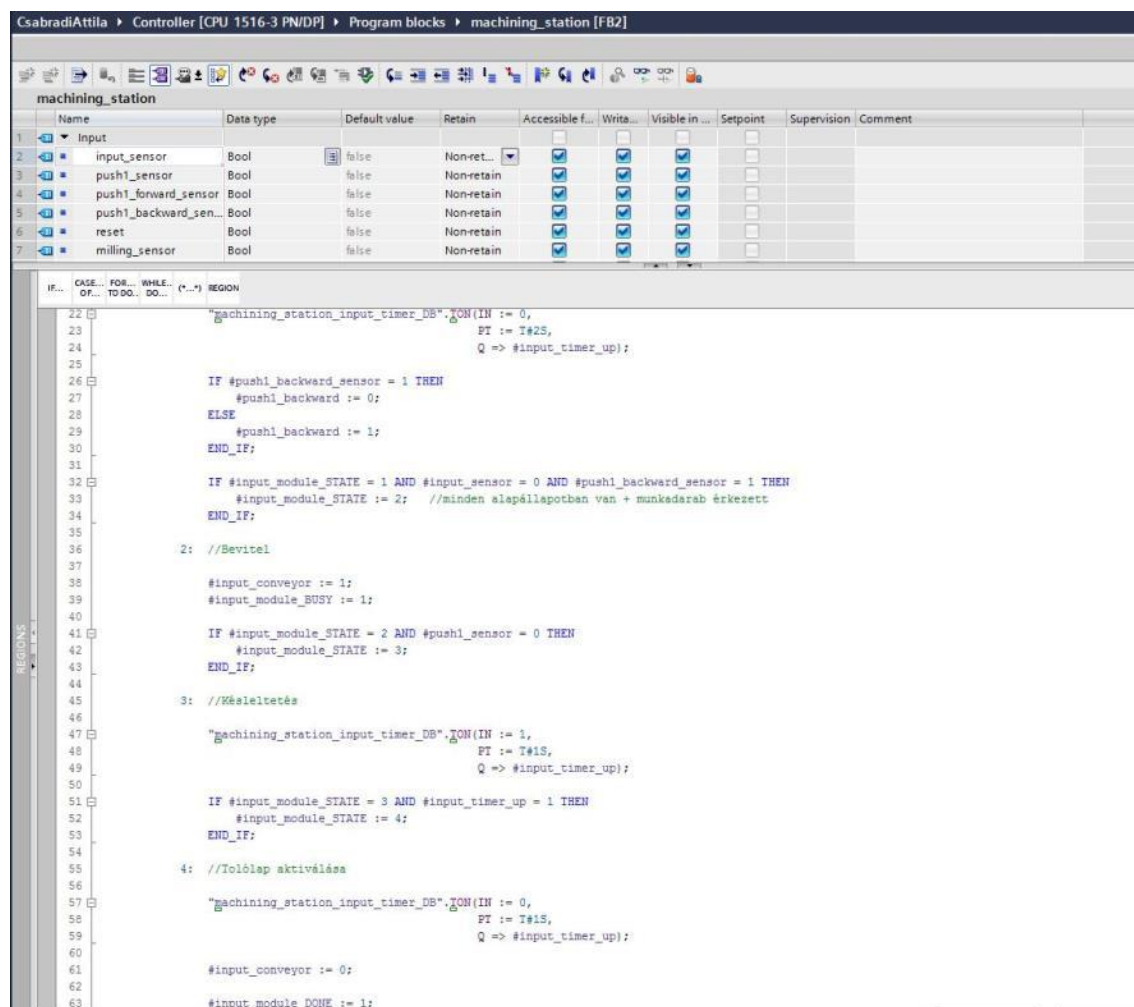 CsabradiAttila ▸ Controller [CPU 1516-3 PN/DP] ▸ Program blocks ▸ machining_station [FB2]
machining_station
Name Data type Default value Retain Accessible f... Writa... Visible in ... Setpoint Supervision Comment
1 Input
2 input_sensor Bool false Non-ret...
3 push1_sensor Bool false Non-retain
4 push1_forward_sensor Bool false Non-retain
5 push1_backward_sen... Bool false Non-retain
6 reset Bool false Non-retain
7 milling_sensor Bool false Non-retain
IF... CASE... OF... FOR... TO DO... WHILE... DO... (*...*) REGION
REGIONS
22 "machining_station_input_timer_DB".TON(IN := 0,
23 PT := T#2S,
24 Q => #input_timer_up);
25
26 IF #push1_backward_sensor = 1 THEN
27 #push1_backward := 0;
28 ELSE
29 #push1_backward := 1;
30 END_IF;
31
32 IF #input_module_STATE = 1 AND #input_sensor = 0 AND #push1_backward_sensor = 1 THEN
33 #input_module_STATE := 2; //minden alapállapotban van + munkadarab érkezett
34 END_IF;
35
36 2: //Bevitel
37
38 #input_conveyor := 1;
39 #input_module_BUSY := 1;
40
41 IF #input_module_STATE = 2 AND #push1_sensor = 0 THEN
42 #input_module_STATE := 3;
43 END_IF;
44
45 3: //Késleltetés
46
47 "machining_station_input_timer_DB".TON(IN := 1,
48 PT := T#1S,
49 Q => #input_timer_up);
50
51 IF #input_module_STATE = 3 AND #input_timer_up = 1 THEN
52 #input_module_STATE := 4;
53 END_IF;
54
55 4: //Tolólap aktiválása
56
57 "machining_station_input_timer_DB".TON(IN := 0,
58 PT := T#1S,
59 Q => #input_timer_up);
60
61 #input_conveyor := 0;
62
63 #input_module_DONE := 1;